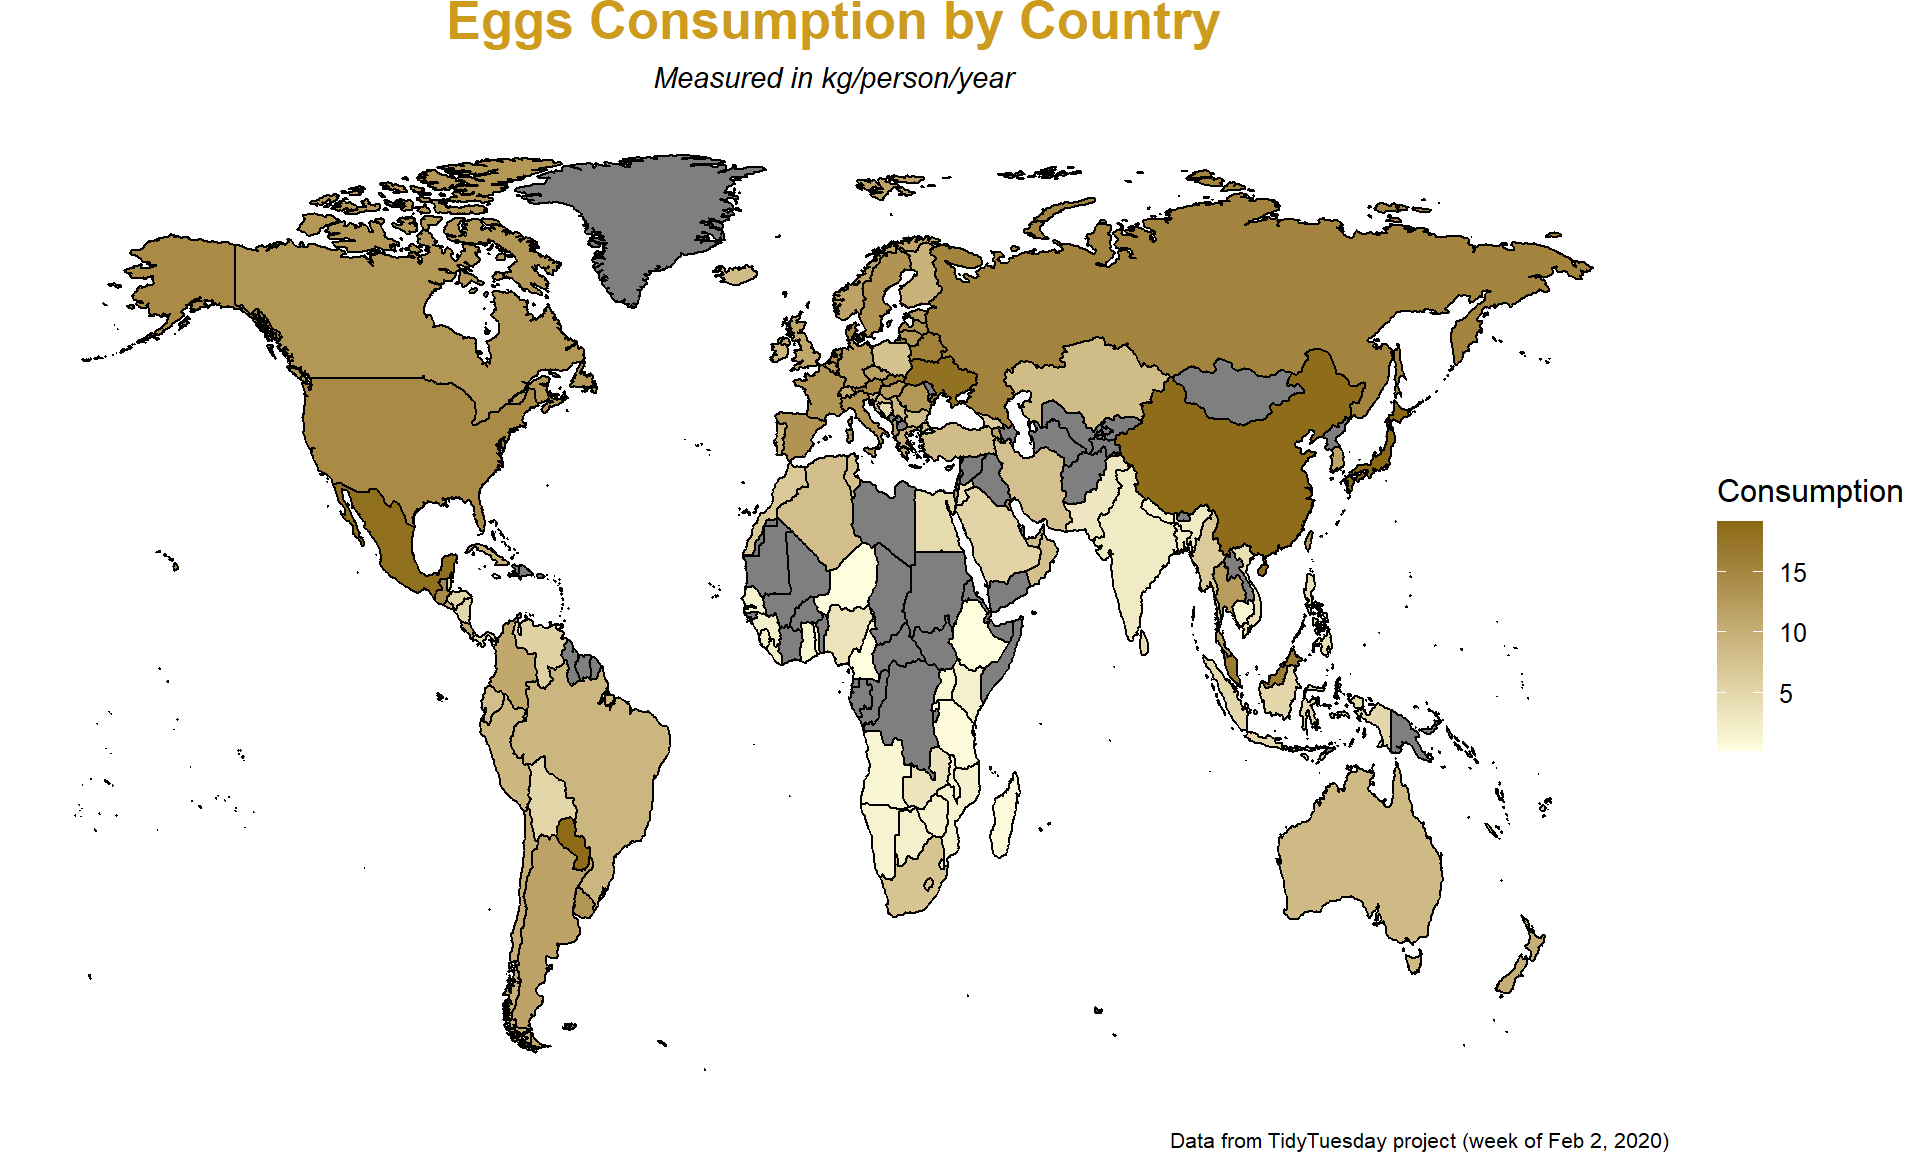 Eggs Consumption by Country
Measured in kg/person/year
Consumption
15
10
5
Data from TidyTuesday project (week of Feb 2, 2020)